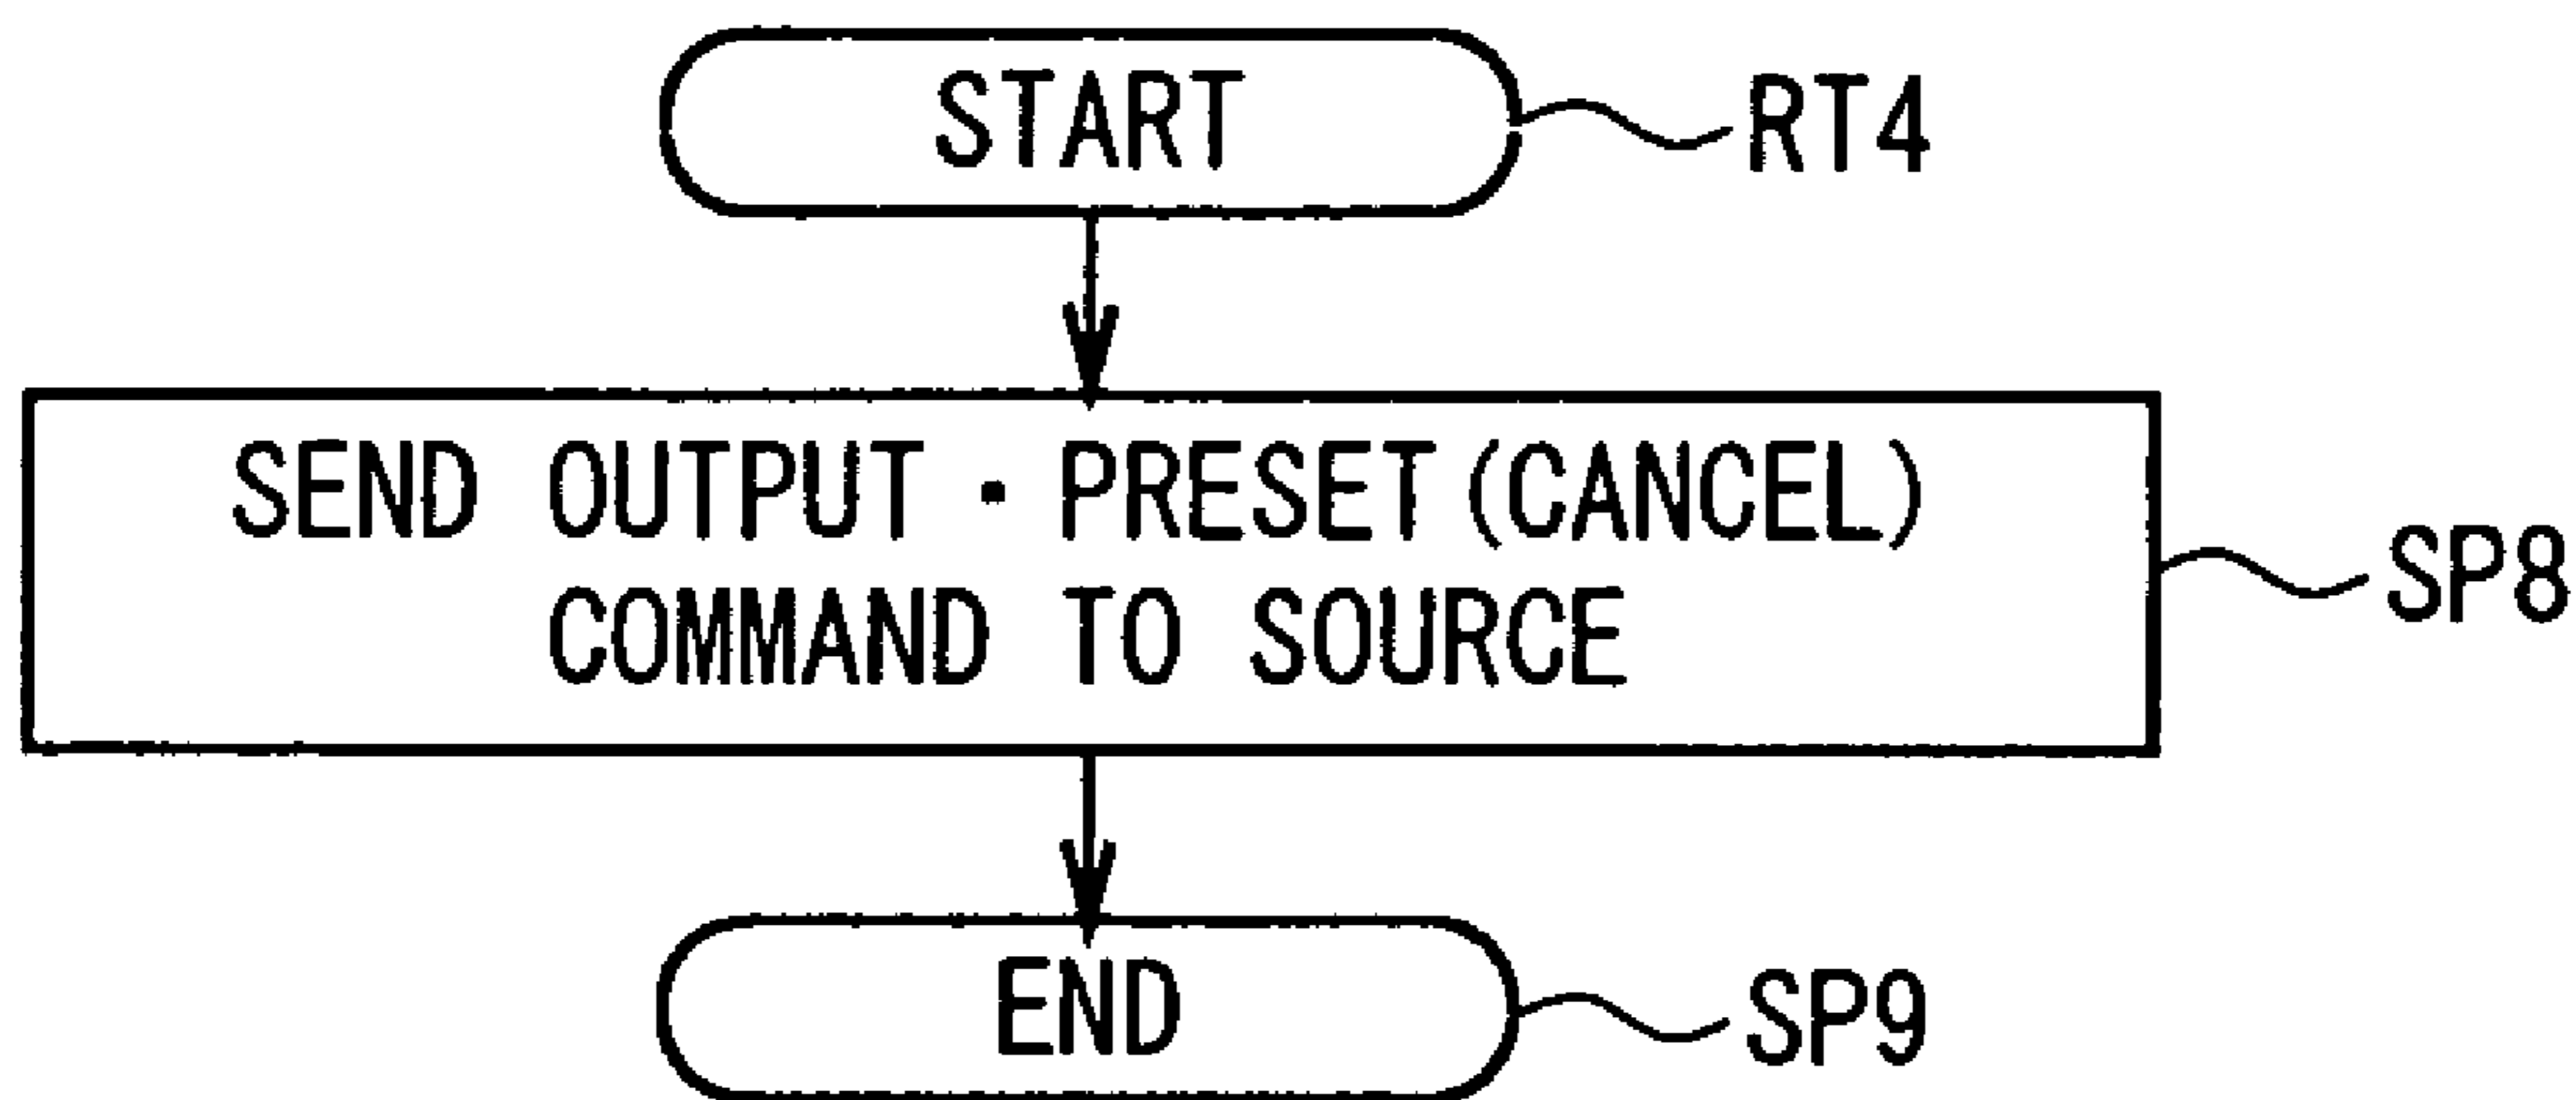 START
RT4
SEND OUTPUT・PRESET(CANCEL)
COMMAND TO SOURCE
SP8
END
SP9